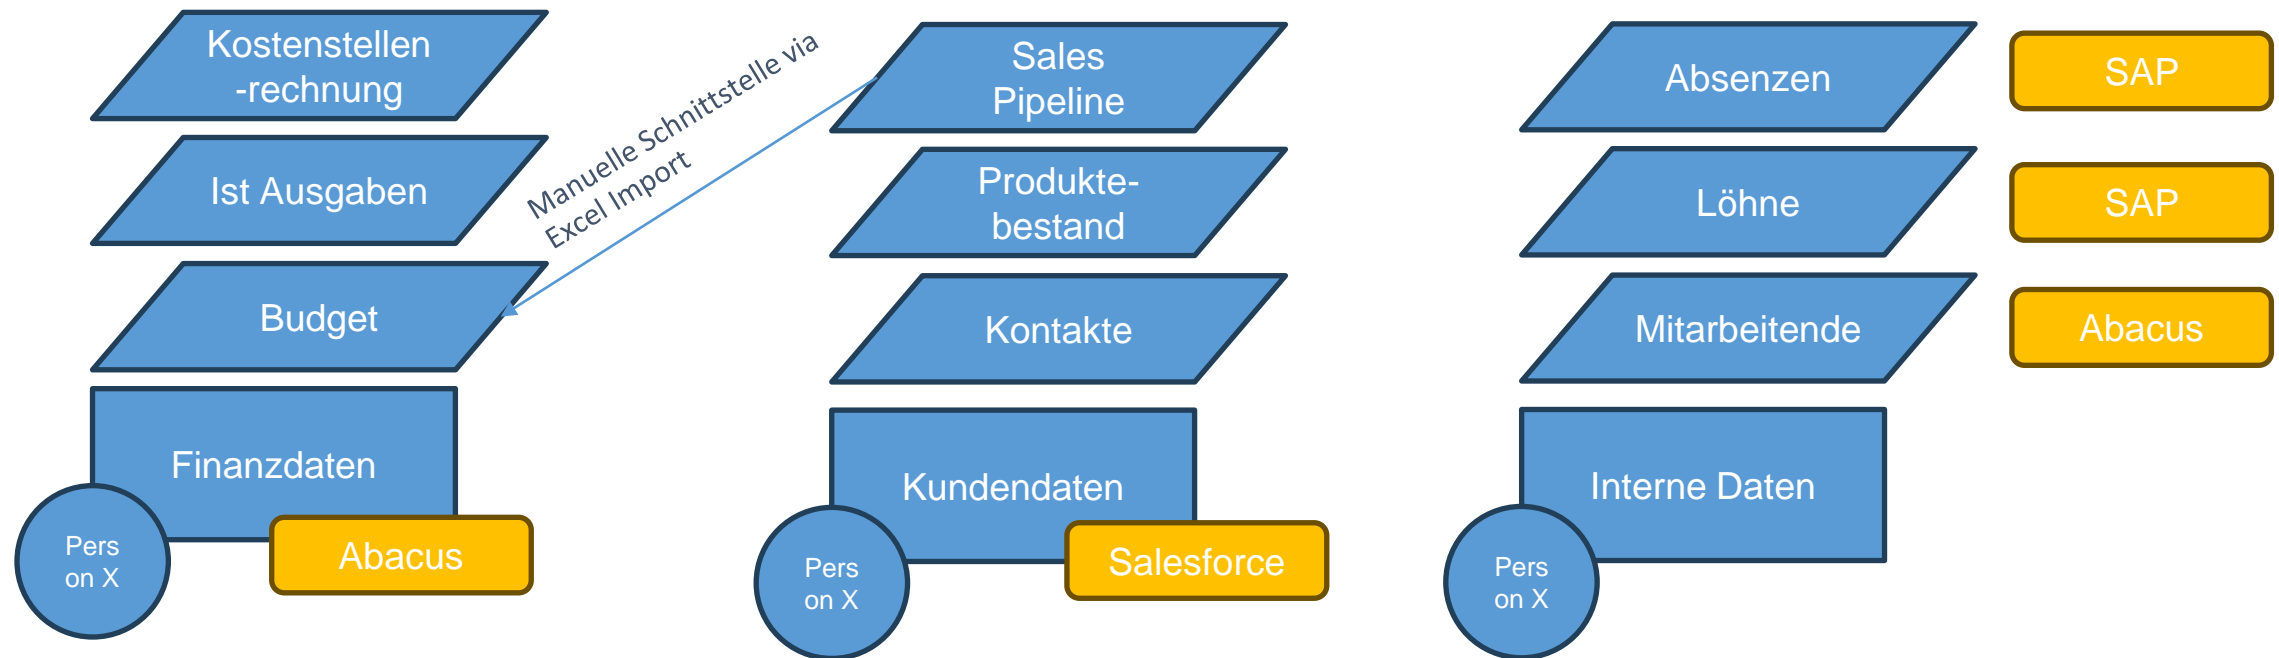 Kostenstellen
-rechnung
Ist Ausgaben
Budget
Finanzdaten
Pers
on X
Abacus
Manuelle Schnittstelle via
Excel Import
Sales
Pipeline
Produkte-
bestand
Kontakte
Kundendaten
Pers
on X
Salesforce
Absenzen
SAP
Löhne
SAP
Mitarbeitende
Abacus
Interne Daten
Pers
on X